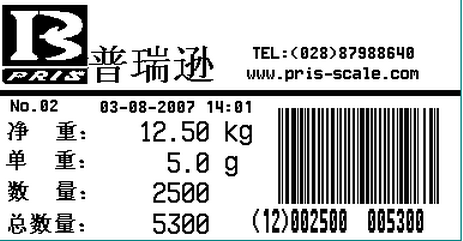 PRIS
普瑞逊
TEL:(028)87988640
www.pris-scale.com
No.02 03-08-2007 14:01
净 重: 12.50 kg
单 重: 5.0 g
数 量: 2500
总数量: 5300
(12)002500 005300